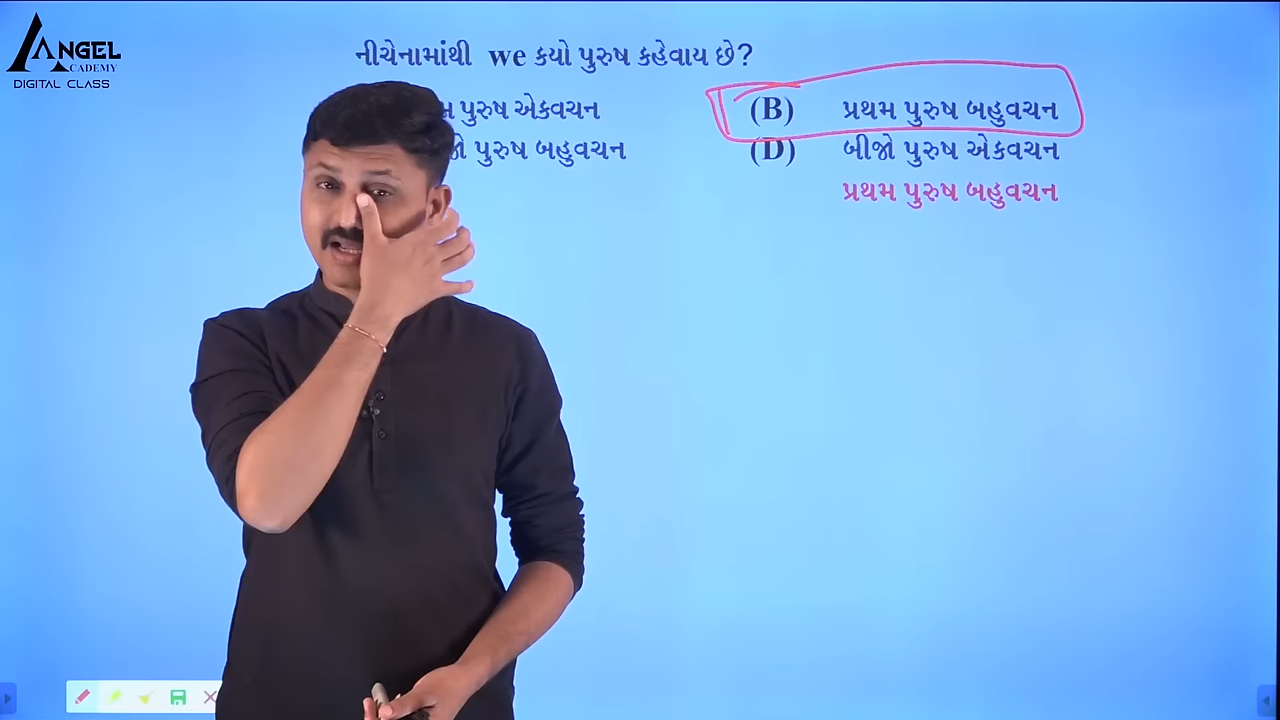 ANGEL
ACADEMY
DIGITAL CLASS
નીચેનામાંથી we કયો પુરુષ કહેવાય છે?
પુરુષ એકવચન
(B) પ્રથમ પુરુષ બહુવચન
પુરુષ બહુવચન
(D) બીજો પુરુષ એકવચન
પ્રથમ પુરુષ બહુવચન